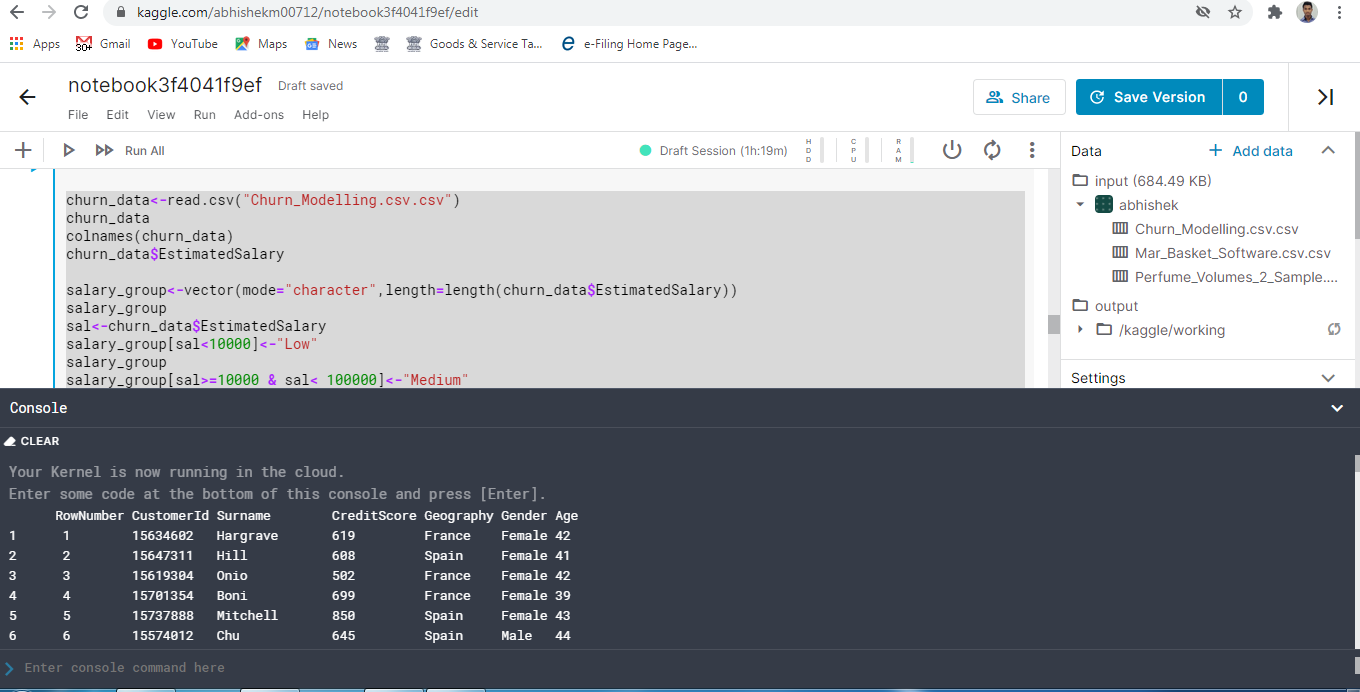 kaggle.com/abhishekm00712/notebook3f4041f9ef/edit
Apps 30+ Gmail YouTube Maps News Goods & Service Ta... e-Filing Home Page...
notebook3f4041f9ef Draft saved
File Edit View Run Add-ons Help
Share Save Version 0
Run All Draft Session (1h:19m) HDD CPU RAM
churn_data<-read.csv("Churn_Modelling.csv.csv")
churn_data
colnames(churn_data)
churn_data$EstimatedSalary
salary_group<-vector(mode="character",length=length(churn_data$EstimatedSalary))
salary_group
sal<-churn_data$EstimatedSalary
salary_group[sal<10000]<-"Low"
salary_group
salary_group[sal>=10000 & sal< 100000]<-"Medium"
Data + Add data
input (684.49 KB)
abhishek
Churn_Modelling.csv.csv
Mar_Basket_Software.csv.csv
Perfume_Volumes_2_Sample....
output
/kaggle/working
Settings
Console
CLEAR
Your Kernel is now running in the cloud.
Enter some code at the bottom of this console and press [Enter].
RowNumber CustomerId Surname CreditScore Geography Gender Age
1 1 15634602 Hargrave 619 France Female 42
2 2 15647311 Hill 608 Spain Female 41
3 3 15619304 Onio 502 France Female 42
4 4 15701354 Boni 699 France Female 39
5 5 15737888 Mitchell 850 Spain Female 43
6 6 15574012 Chu 645 Spain Male 44
Enter console command here